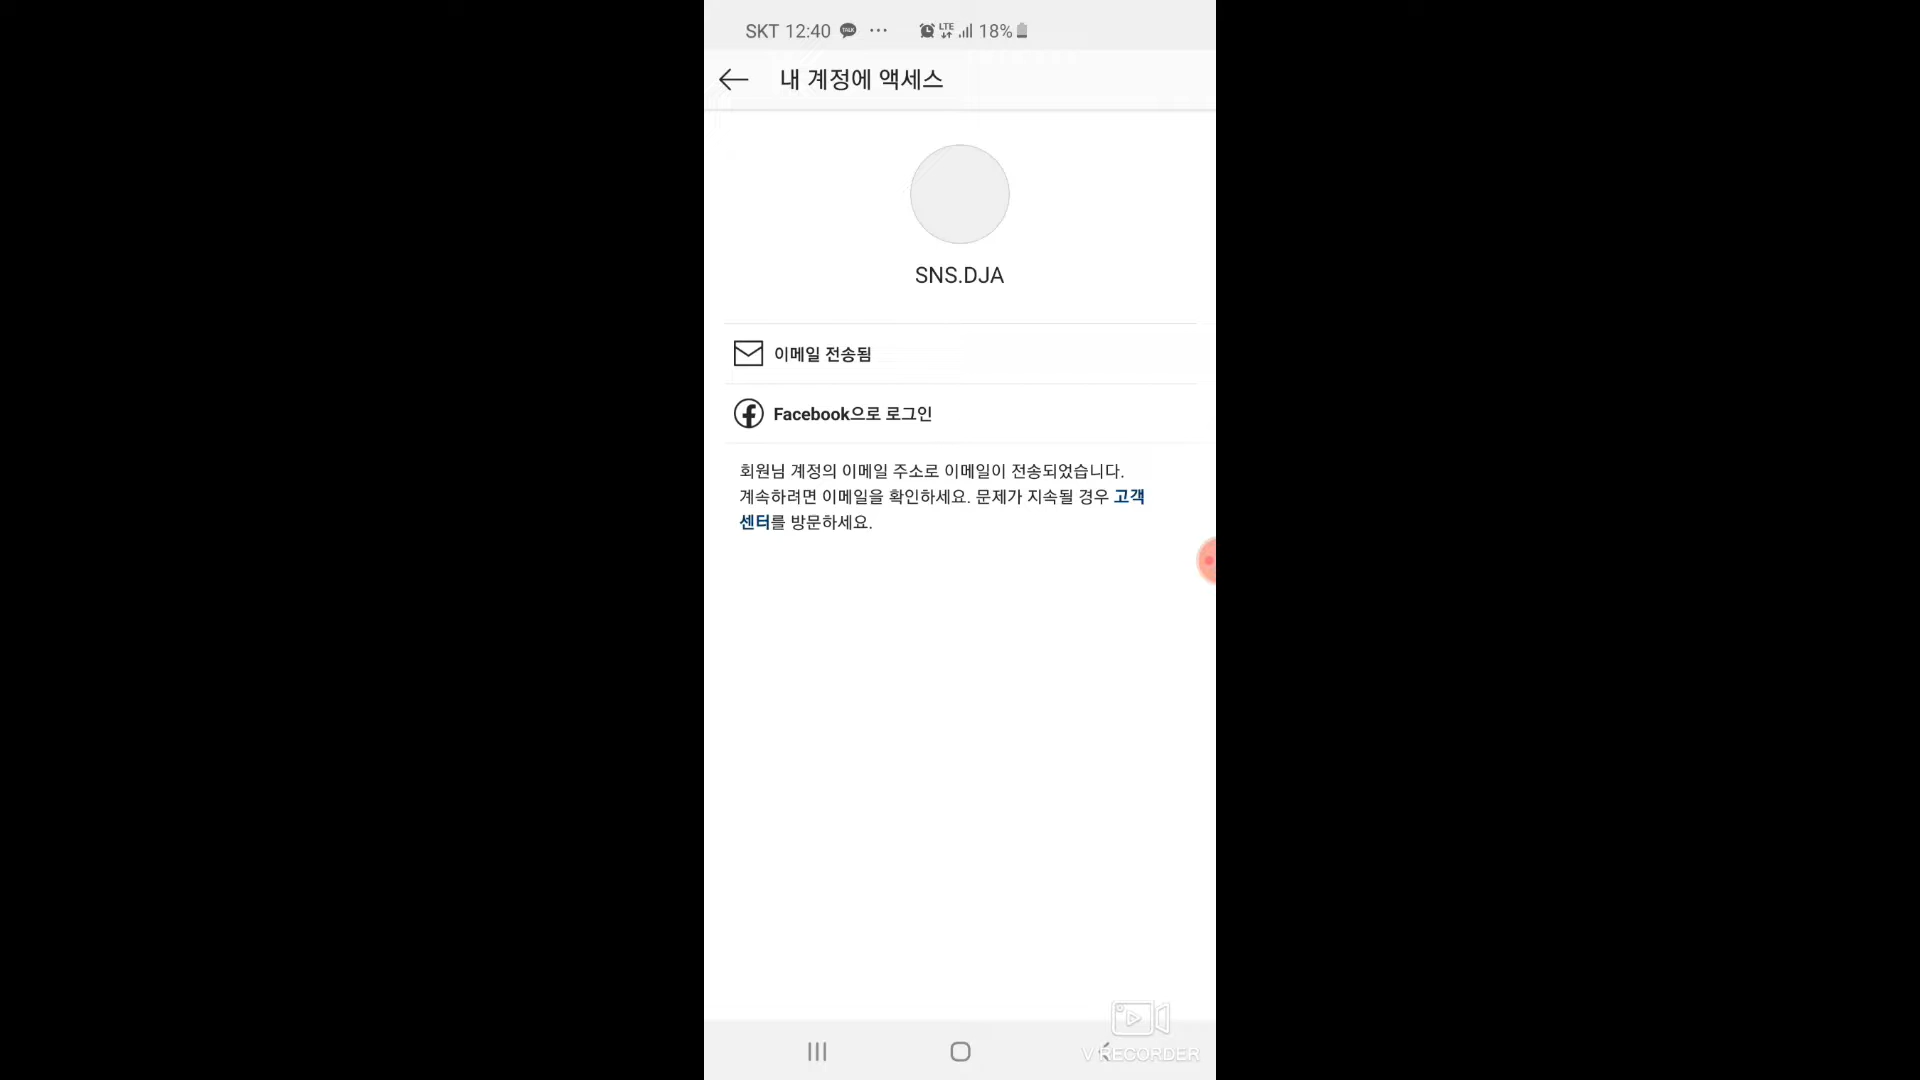 SKT 12:40 TALK ... LTE 18%
내 계정에 액세스
SNS.DJA
이메일 전송됨
Facebook으로 로그인
회원님 계정의 이메일 주소로 이메일이 전송되었습니다.
계속하려면 이메일을 확인하세요. 문제가 지속될 경우 고객
센터를 방문하세요.
V RECORDER